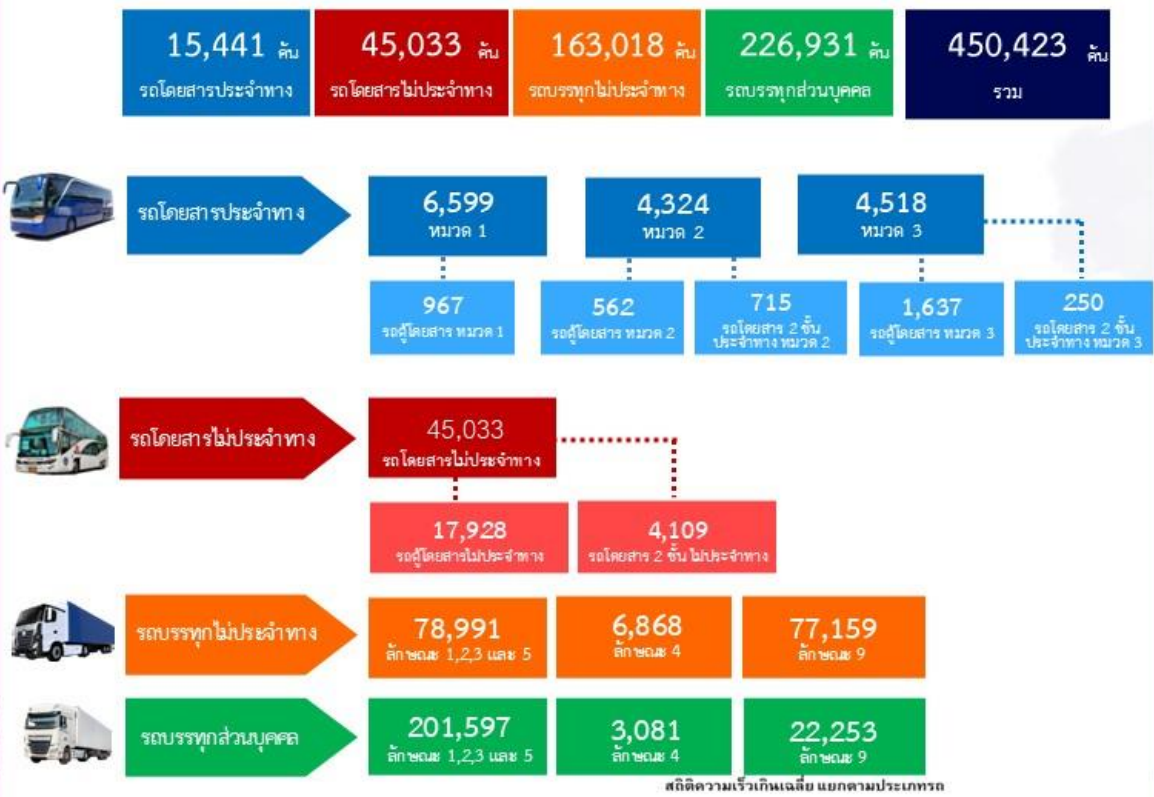 15,441 คัน
รถโดยสารประจำทาง
45,033 คัน
รถโดยสารไม่ประจำทาง
163,018 คัน
รถบรรทุกไม่ประจำทาง
226,931 คัน
รถบรรทุกส่วนบุคคล
450,423 คัน
รวม
รถโดยสารประจำทาง
6,599
หมวด 1
4,324
หมวด 2
4,518
หมวด 3
967
รถตู้โดยสาร หมวด 1
562
รถตู้โดยสาร หมวด 2
715
รถโดยสาร 2 ชั้น
ประจำทาง หมวด 2
1,637
รถตู้โดยสาร หมวด 3
250
รถโดยสาร 2 ชั้น
ประจำทาง หมวด 3
รถโดยสารไม่ประจำทาง
45,033
รถโดยสารไม่ประจำทาง
17,928
รถตู้โดยสารไม่ประจำทาง
4,109
รถโดยสาร 2 ชั้น ไม่ประจำทาง
รถบรรทุกไม่ประจำทาง
78,991
ลักษณะ 1,2,3 และ 5
6,868
ลักษณะ 4
77,159
ลักษณะ 9
รถบรรทุกส่วนบุคคล
201,597
ลักษณะ 1,2,3 และ 5
3,081
ลักษณะ 4
22,253
ลักษณะ 9
สถิติความเร็วเกินเฉลี่ย แยกตามประเภทรถ